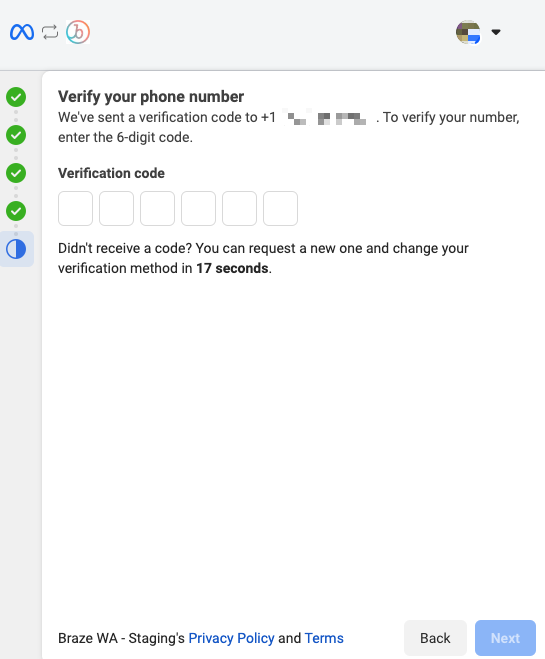 Verify your phone number
We've sent a verification code to +1 . To verify your number,
enter the 6-digit code.
Verification code
Didn't receive a code? You can request a new one and change your
verification method in 17 seconds.
Braze WA - Staging's Privacy Policy and Terms
Back
Next